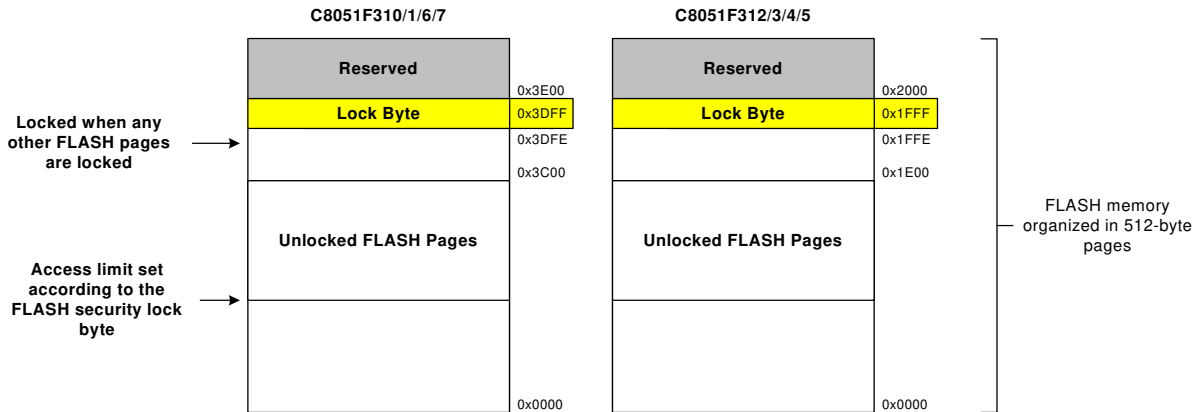 C8051F310/1/6/7
C8051F312/3/4/5
Reserved
0x3E00
Lock Byte
0x3DFF
0x3DFE
0x3C00
Unlocked FLASH Pages
0x0000
Locked when any
other FLASH pages
are locked
Access limit set
according to the
FLASH security lock
byte
Reserved
0x2000
Lock Byte
0x1FFF
0x1FFE
0x1E00
Unlocked FLASH Pages
0x0000
FLASH memory
organized in 512-byte
pages